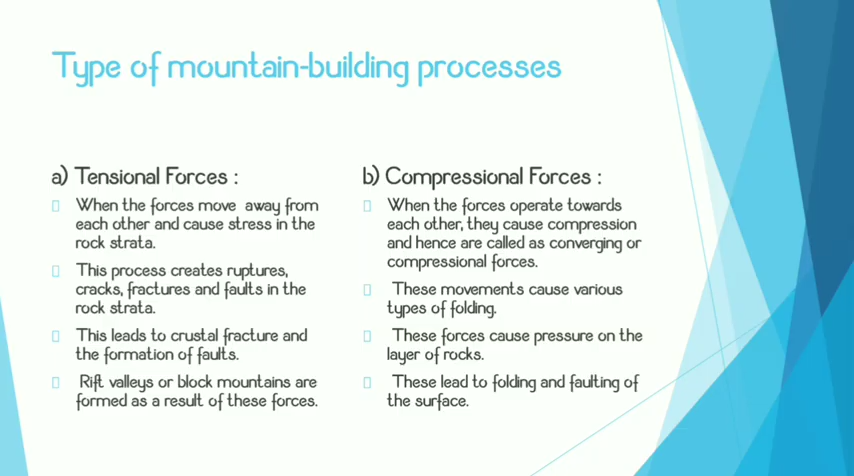 Type of mountain-building processes
a) Tensional Forces :
When the forces move away from
each other and cause stress in the
rock strata.
This process creates ruptures,
cracks, fractures and faults in the
rock strata.
This leads to crustal fracture and
the formation of faults.
Rift valleys or block mountains are
formed as a result of these forces.
b) Compressional Forces :
When the forces operate towards
each other, they cause compression
and hence are called as converging or
compressional forces.
These movements cause various
types of folding.
These forces cause pressure on the
layer of rocks.
These lead to folding and faulting of
the surface.